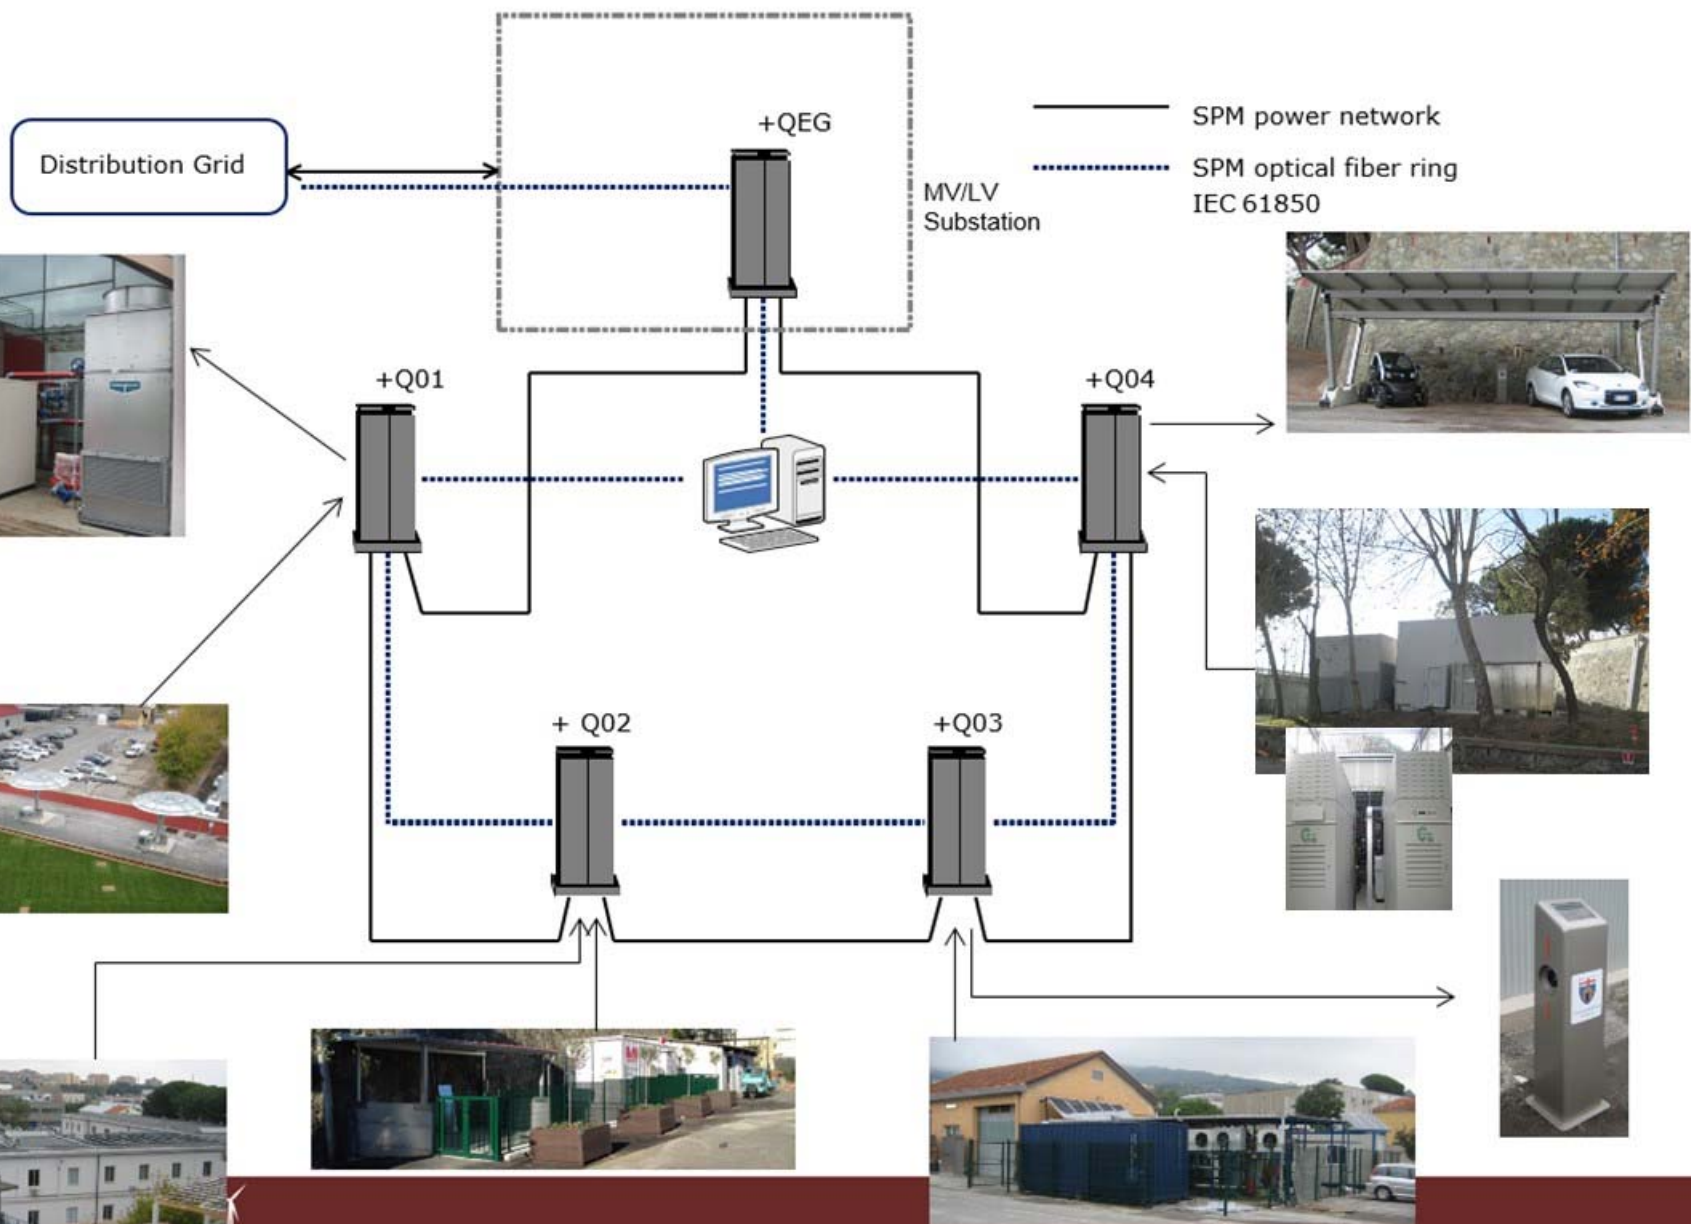 +QEG
SPM power network
Distribution Grid
SPM optical fiber ring
IEC 61850
MV/LV
Substation
+Q01
+Q04
+ Q02
+Q03